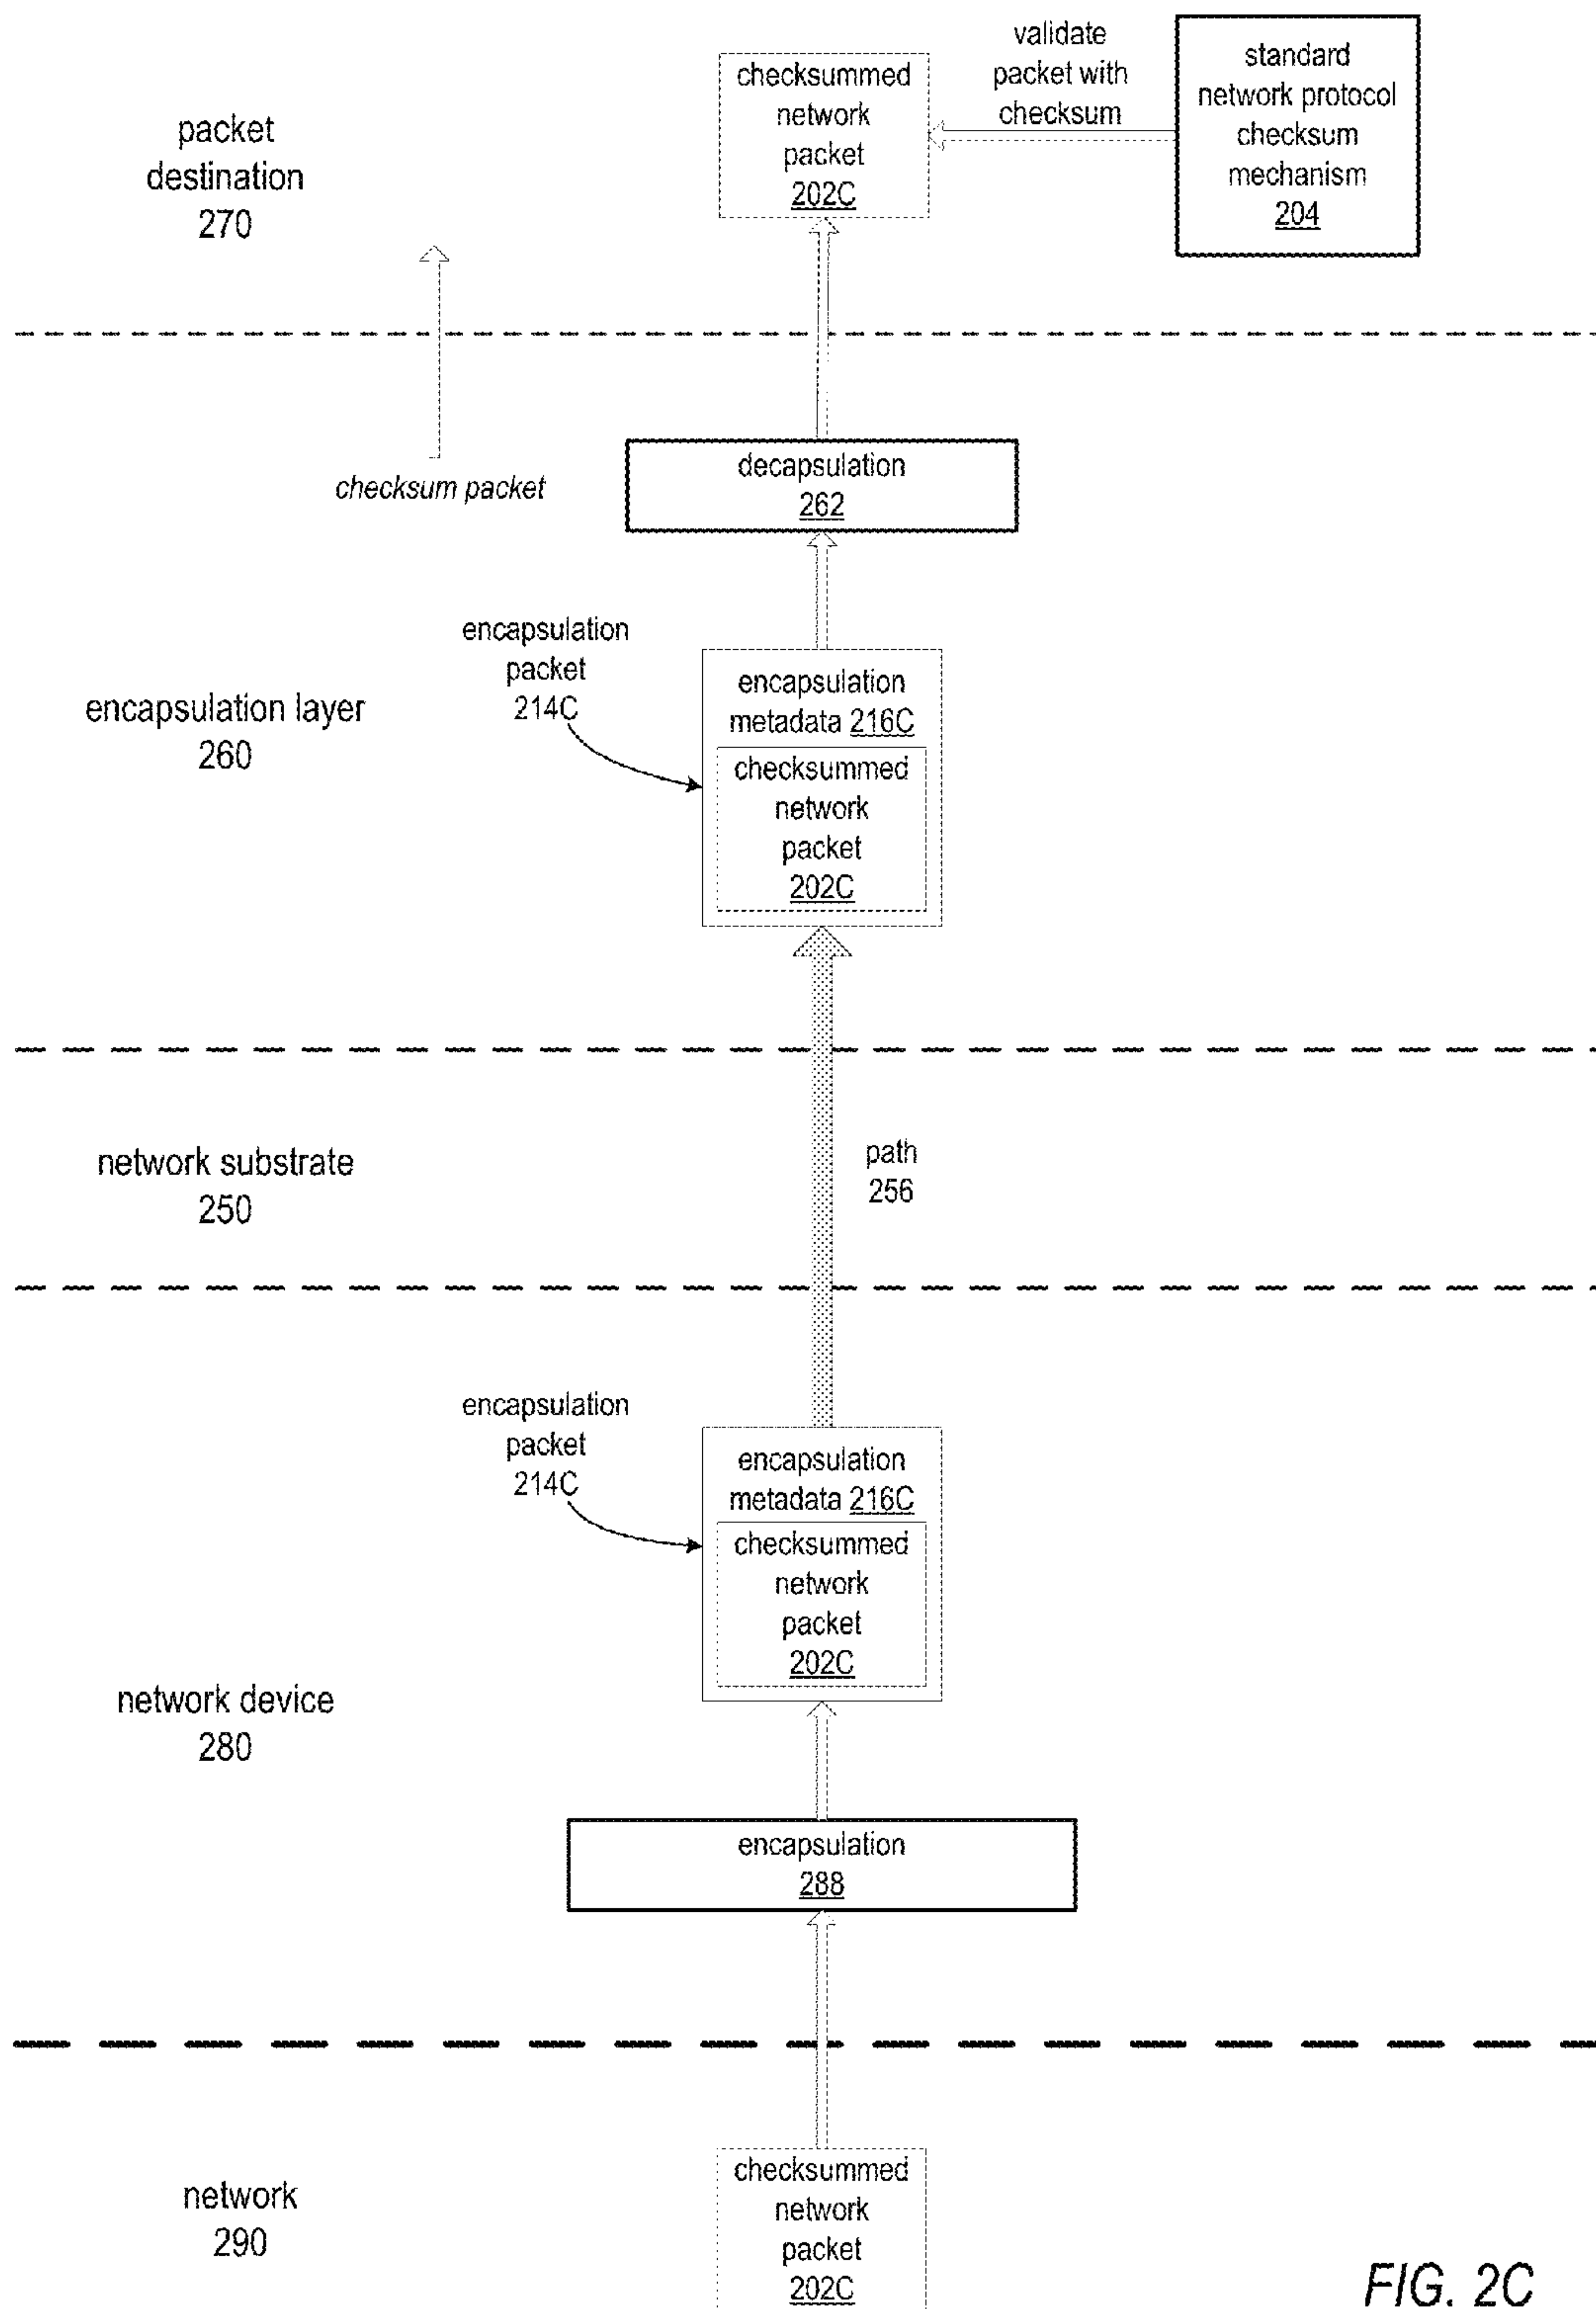 packet
destination
270
checksummed
network
packet
202C
validate
packet with
checksum
standard
network protocol
checksum
mechanism
204
checksum packet
decapsulation
262
encapsulation layer
260
encapsulation
packet
214C
encapsulation
metadata 216C
checksummed
network
packet
202C
network substrate
250
path
256
encapsulation
packet
214C
encapsulation
metadata 216C
checksummed
network
packet
202C
network device
280
encapsulation
288
network
290
checksummed
network
packet
202C
FIG. 2C